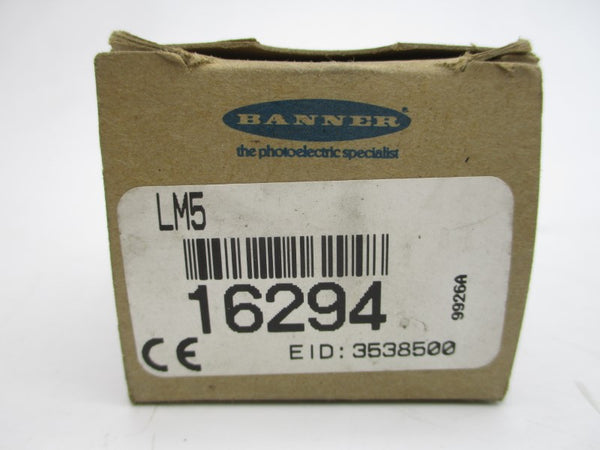 BANNER®
the photoelectric specialist
LM5
16294
9926A
CE
EID: 3538500